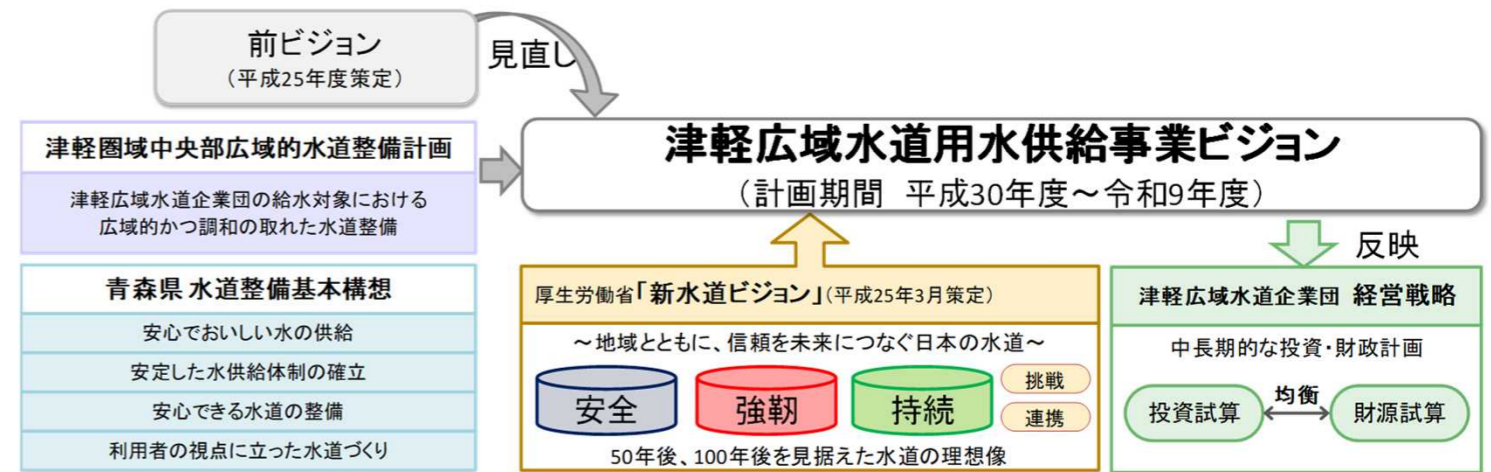 前ビジョン
（平成25年度策定）
見直し
津軽圏域中央部広域的水道整備計画
津軽広域水道企業団の給水対象における
広域的かつ調和の取れた水道整備
津軽広域水道用水供給事業ビジョン
（計画期間　平成30年度～令和9年度）
青森県 水道整備基本構想
安心でおいしい水の供給
安定した水供給体制の確立
安心できる水道の整備
利用者の視点に立った水道づくり
厚生労働省「新水道ビジョン」（平成25年3月策定）
～地域とともに、信頼を未来につなぐ日本の水道～
安全
強靭
持続
挑戦
連携
50年後、100年後を見据えた水道の理想像
反映
津軽広域水道企業団 経営戦略
中長期的な投資・財政計画
投資試算
均衡
財源試算